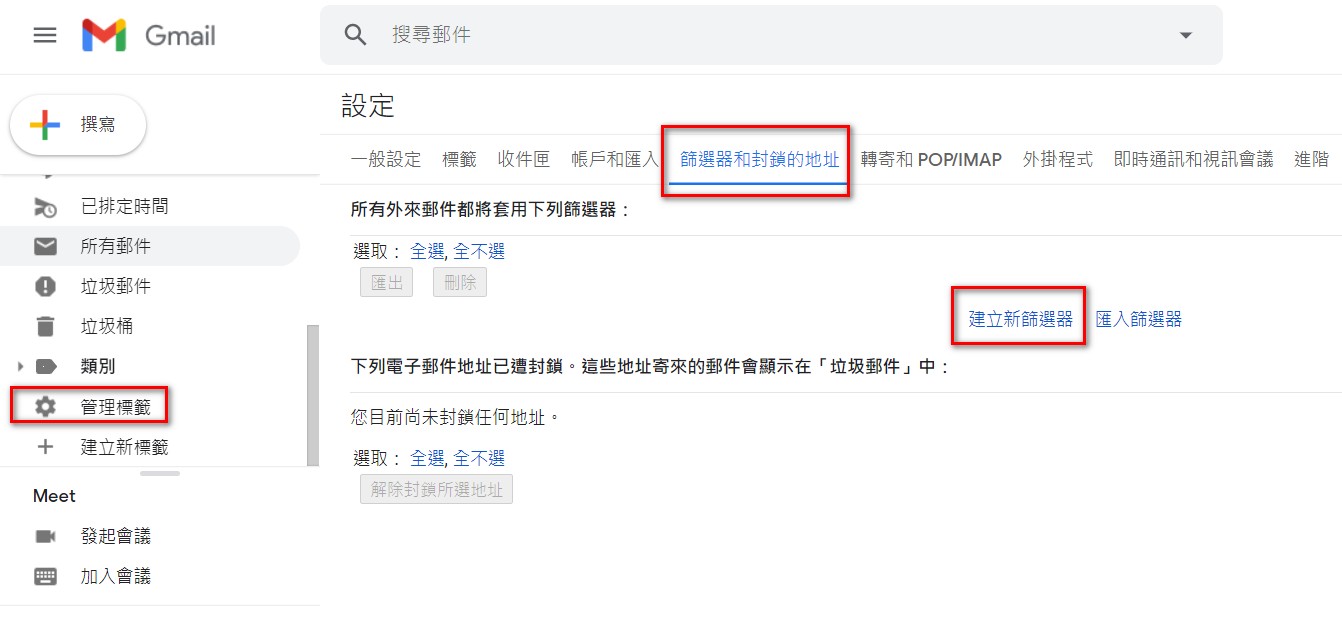 Gmail
搜尋郵件
撰寫
已排定時間
所有郵件
垃圾郵件
垃圾桶
類別
管理標籤
建立新標籤
Meet
發起會議
加入會議
設定
一般設定 標籤 收件匣 帳戶和匯入 篩選器和封鎖的地址 轉寄和 POP/IMAP 外掛程式 即時通訊和視訊會議 進階
所有外來郵件都將套用下列篩選器：
選取： 全選, 全不選
匯出 刪除
建立新篩選器 匯入篩選器
下列電子郵件地址已遭封鎖。這些地址寄來的郵件會顯示在「垃圾郵件」中：
您目前尚未封鎖任何地址。
選取： 全選, 全不選
解除封鎖所選地址